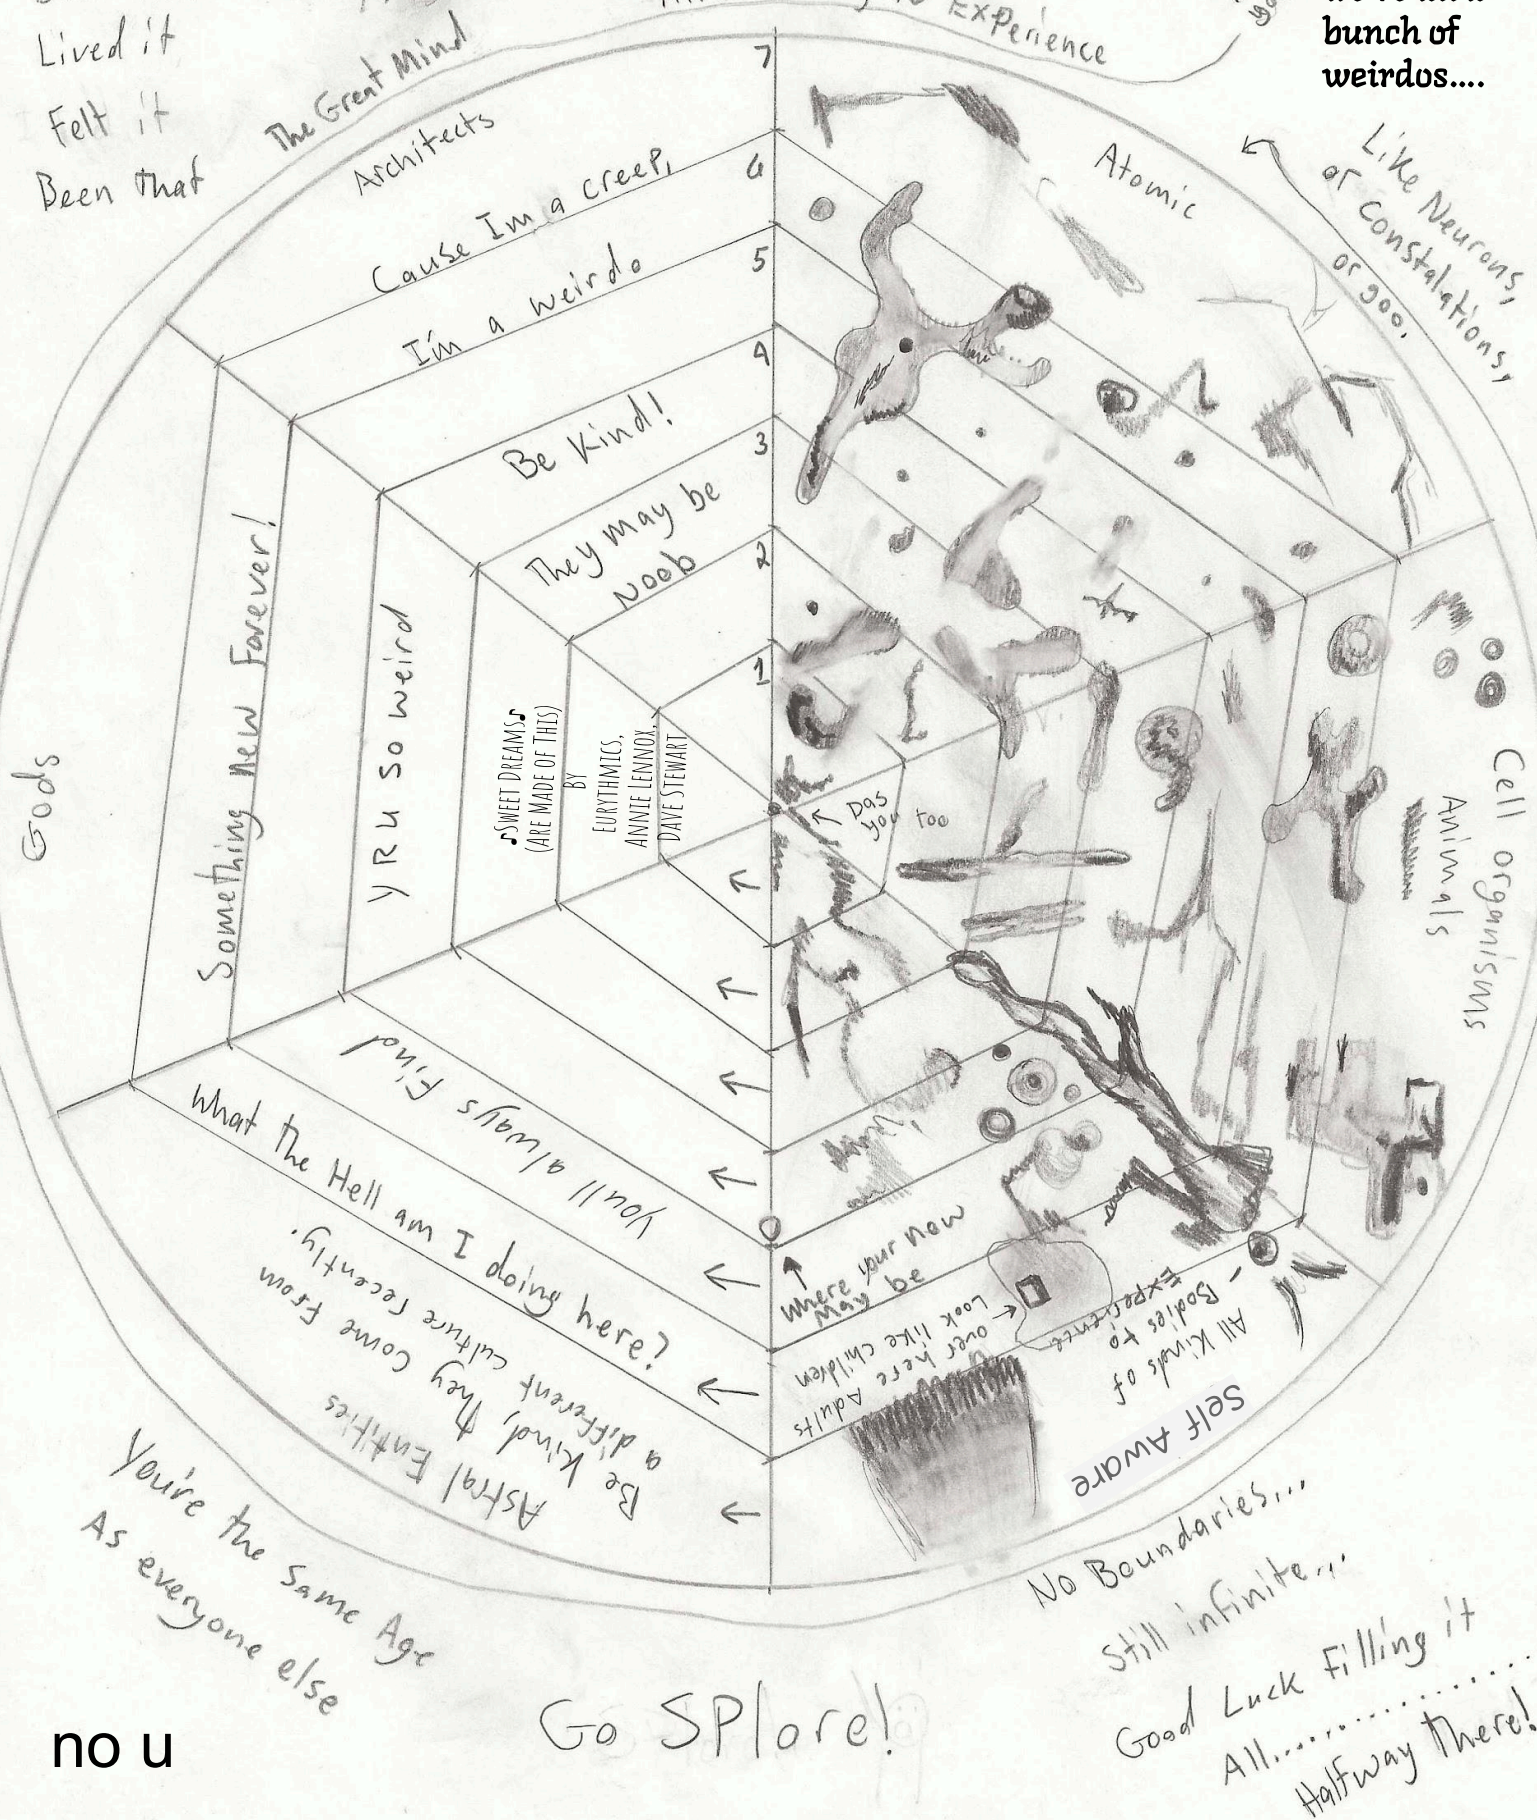 Experience
bunch of
weirdos....
Lived it
Felt it
Been that
The Great Mind
Architects
Atomic
Like Neurons,
or constalations,
or goo.
7
6
5
4
3
2
1
Cause Im a creep,
I'm a weirdo
Be Kind!
They may be
Noob
Gods
Something new Forever!
y R u so weird
♪Sweet Dreams♪
(Are Made of This)
by
Eurythmics,
Annie Lennox,
Dave Stewart
Das
you too
Cell organisms
Animals
You'll always Find
What the Hell am I doing here?
Be Kind, They come from
a different culture recently.
Astral Entities
0
Where your now
may be
Adults
over here
Look like children
All Kinds of
Bodies to
Experience
Self Aware
You're the Same Age
As everyone else
No Boundaries...
Still infinite...
Good Luck Filling it
All................
Halfway There!
Go SPlore!
no u